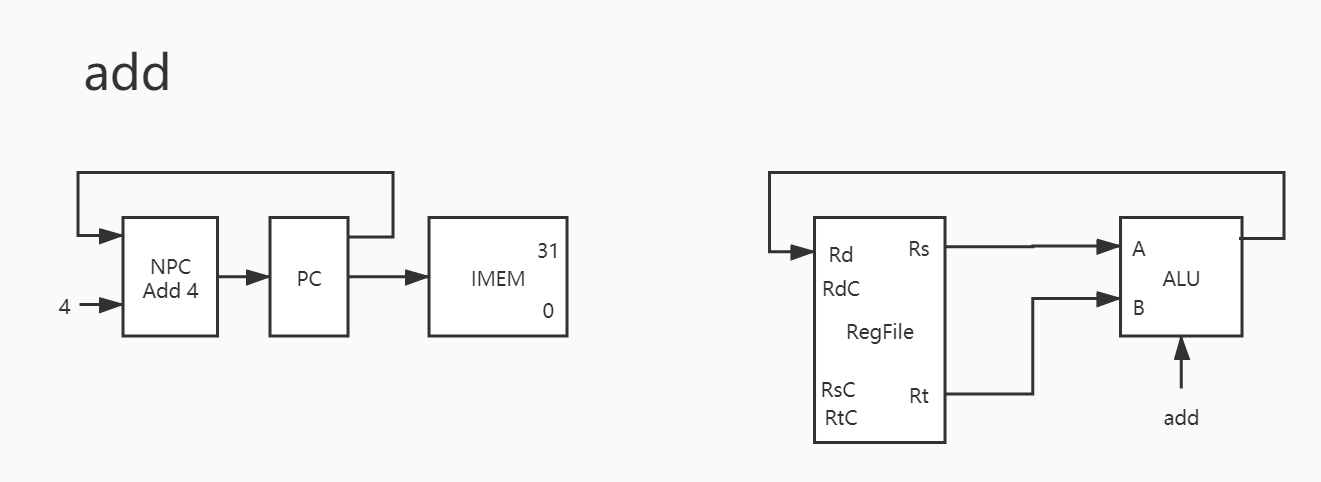 add
NPC
Add 4
4
PC
31
IMEM
0
Rd
Rs
RdC
RegFile
RsC
Rt
RtC
A
ALU
B
add